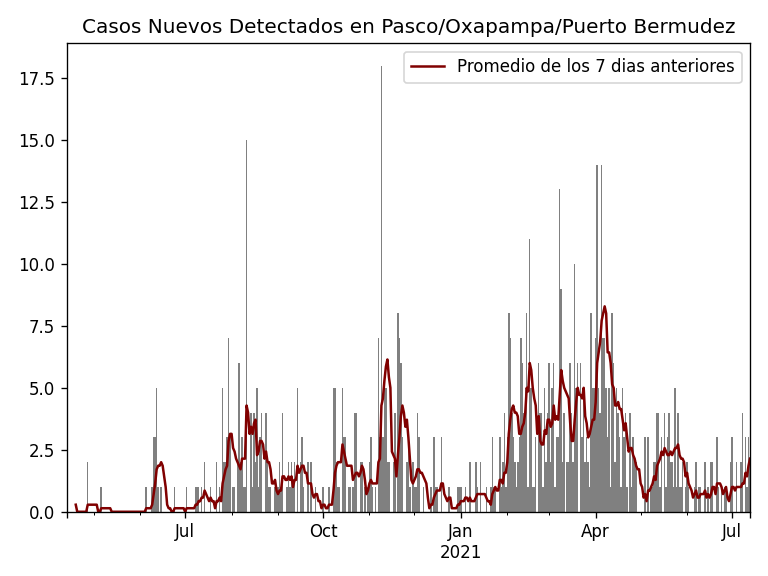 Casos Nuevos Detectados en Pasco/Oxapampa/Puerto Bermudez
Promedio de los 7 dias anteriores
17.5
15.0
12.5
10.0
7.5
5.0
2.5
0.0
Jul
Oct
Jan
Apr
Jul
2021